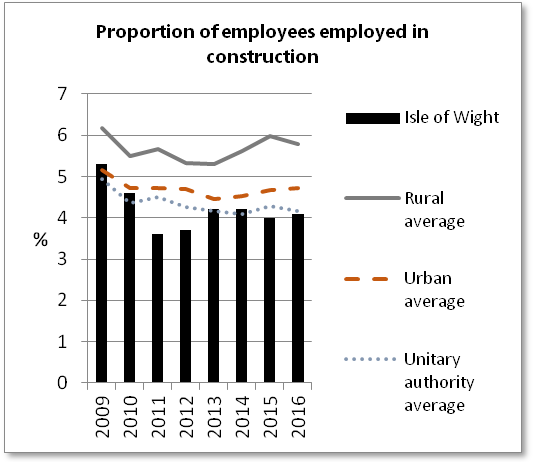 Proportion of employees employed in
construction
7
6
5
4
3
2
1
0
%
2009
2010
2011
2012
2013
2014
2015
2016
Isle of Wight
Rural
average
Urban
average
Unitary
authority
average